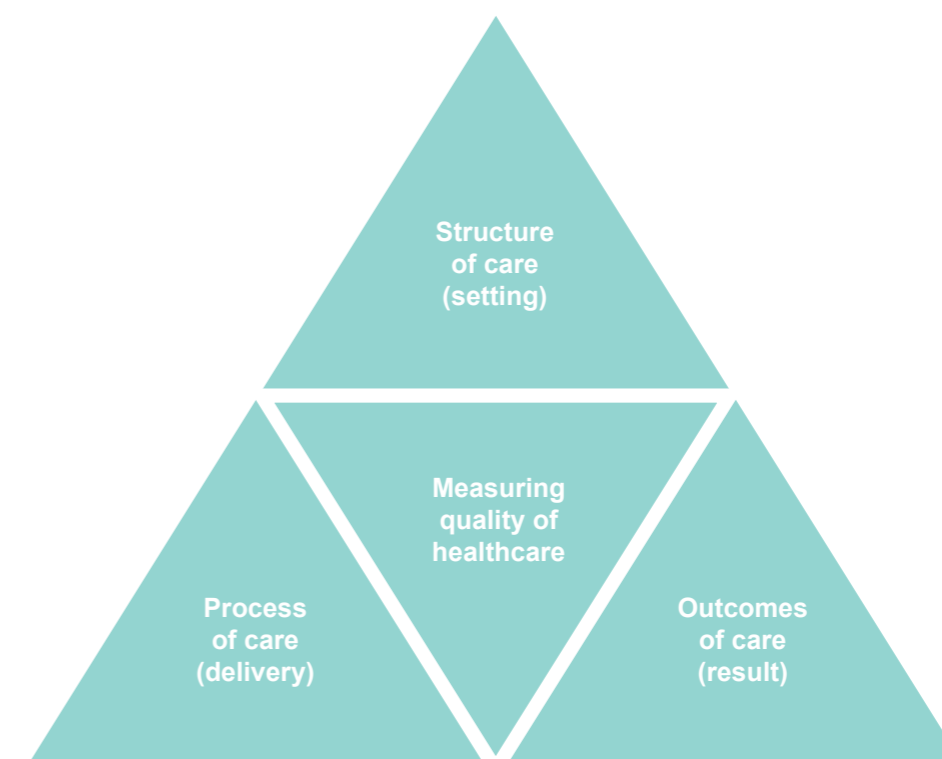 Structure
of care
(setting)
Measuring
quality of
healthcare
Process
of care
(delivery)
Outcomes
of care
(result)